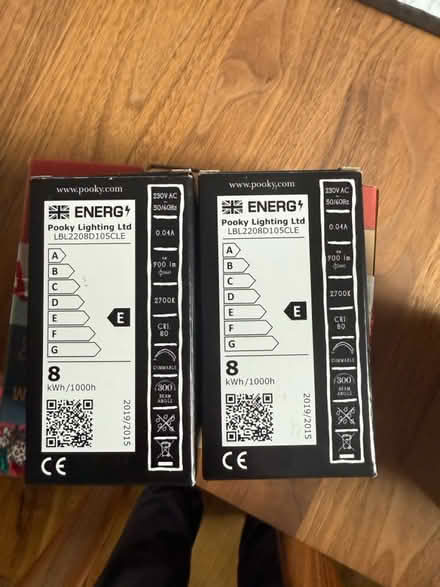 www.pooky.com
ENERG
Pooky Lighting Ltd
LBL2208D105CLE
A
B
C
D
E
F
G
E
8
kWh/1000h
2019/2015
230V AC
50/60Hz
0.04A
900 lm
2700K
CRI
80
DIMMABLE
300
BEAM
ANGLE
CE
www.pooky.com
ENERG
Pooky Lighting Ltd
LBL2208D105CLE
A
B
C
D
E
F
G
E
8
kWh/1000h
2019/2015
230V AC
50/60Hz
0.04A
900 lm
2700K
CRI
80
DIMMABLE
300
BEAM
ANGLE
CE